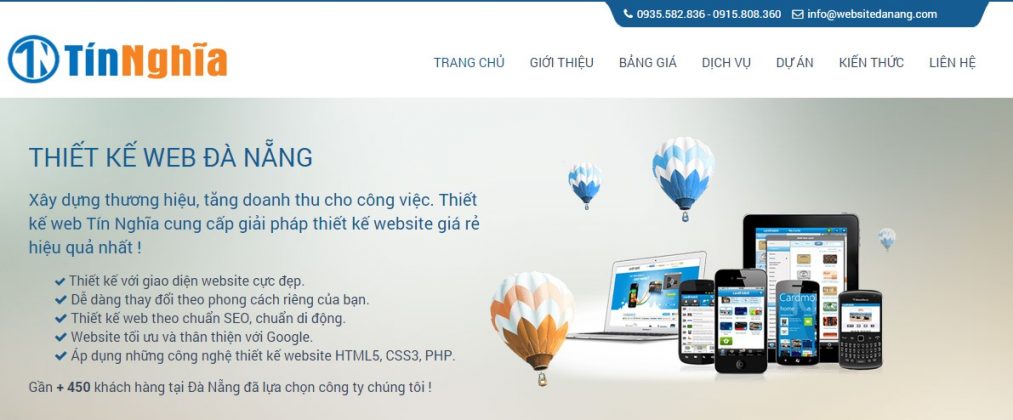 0935.582.836 - 0915.808.360 info@websitedanang.com
TN TínNghĩa
TRANG CHỦ GIỚI THIỆU BẢNG GIÁ DỊCH VỤ DỰ ÁN KIẾN THỨC LIÊN HỆ
THIẾT KẾ WEB ĐÀ NẴNG
Xây dựng thương hiệu, tăng doanh thu cho công việc. Thiết
kế web Tín Nghĩa cung cấp giải pháp thiết kế website giá rẻ
hiệu quả nhất !
Thiết kế với giao diện website cực đẹp.
Dễ dàng thay đổi theo phong cách riêng của bạn.
Thiết kế web theo chuẩn SEO, chuẩn di động.
Website tối ưu và thân thiện với Google.
Áp dụng những công nghệ thiết kế website HTML5, CSS3, PHP.
Gần + 450 khách hàng tại Đà Nẵng đã lựa chọn công ty chúng tôi !
Cardmo